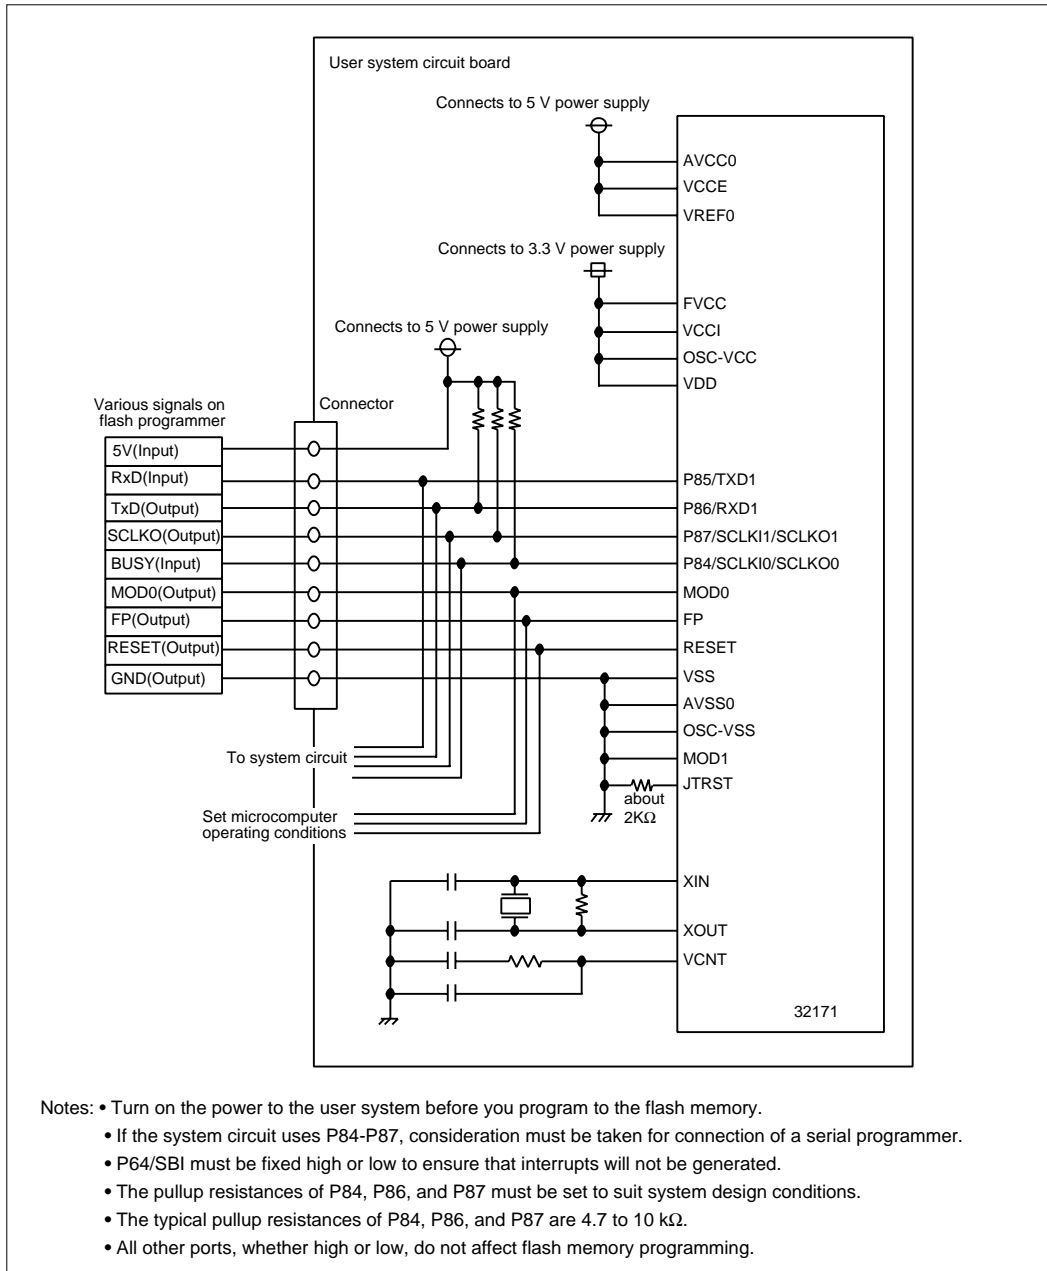 User system circuit board
Connects to 5 V power supply
AVCC0
VCCE
VREF0
Connects to 3.3 V power supply
FVCC
VCCI
OSC-VCC
VDD
Connects to 5 V power supply
Various signals on
flash programmer
Connector
5V(Input)
RxD(Input)
TxD(Output)
SCLKO(Output)
BUSY(Input)
MOD0(Output)
FP(Output)
RESET(Output)
GND(Output)
P85/TXD1
P86/RXD1
P87/SCLKI1/SCLKO1
P84/SCLKI0/SCLKO0
MOD0
FP
RESET
VSS
AVSS0
OSC-VSS
MOD1
JTRST
about
2KΩ
To system circuit
Set microcomputer
operating conditions
XIN
XOUT
VCNT
32171
Notes: • Turn on the power to the user system before you program to the flash memory.
• If the system circuit uses P84-P87, consideration must be taken for connection of a serial programmer.
• P64/SBI must be fixed high or low to ensure that interrupts will not be generated.
• The pullup resistances of P84, P86, and P87 must be set to suit system design conditions.
• The typical pullup resistances of P84, P86, and P87 are 4.7 to 10 kΩ.
• All other ports, whether high or low, do not affect flash memory programming.